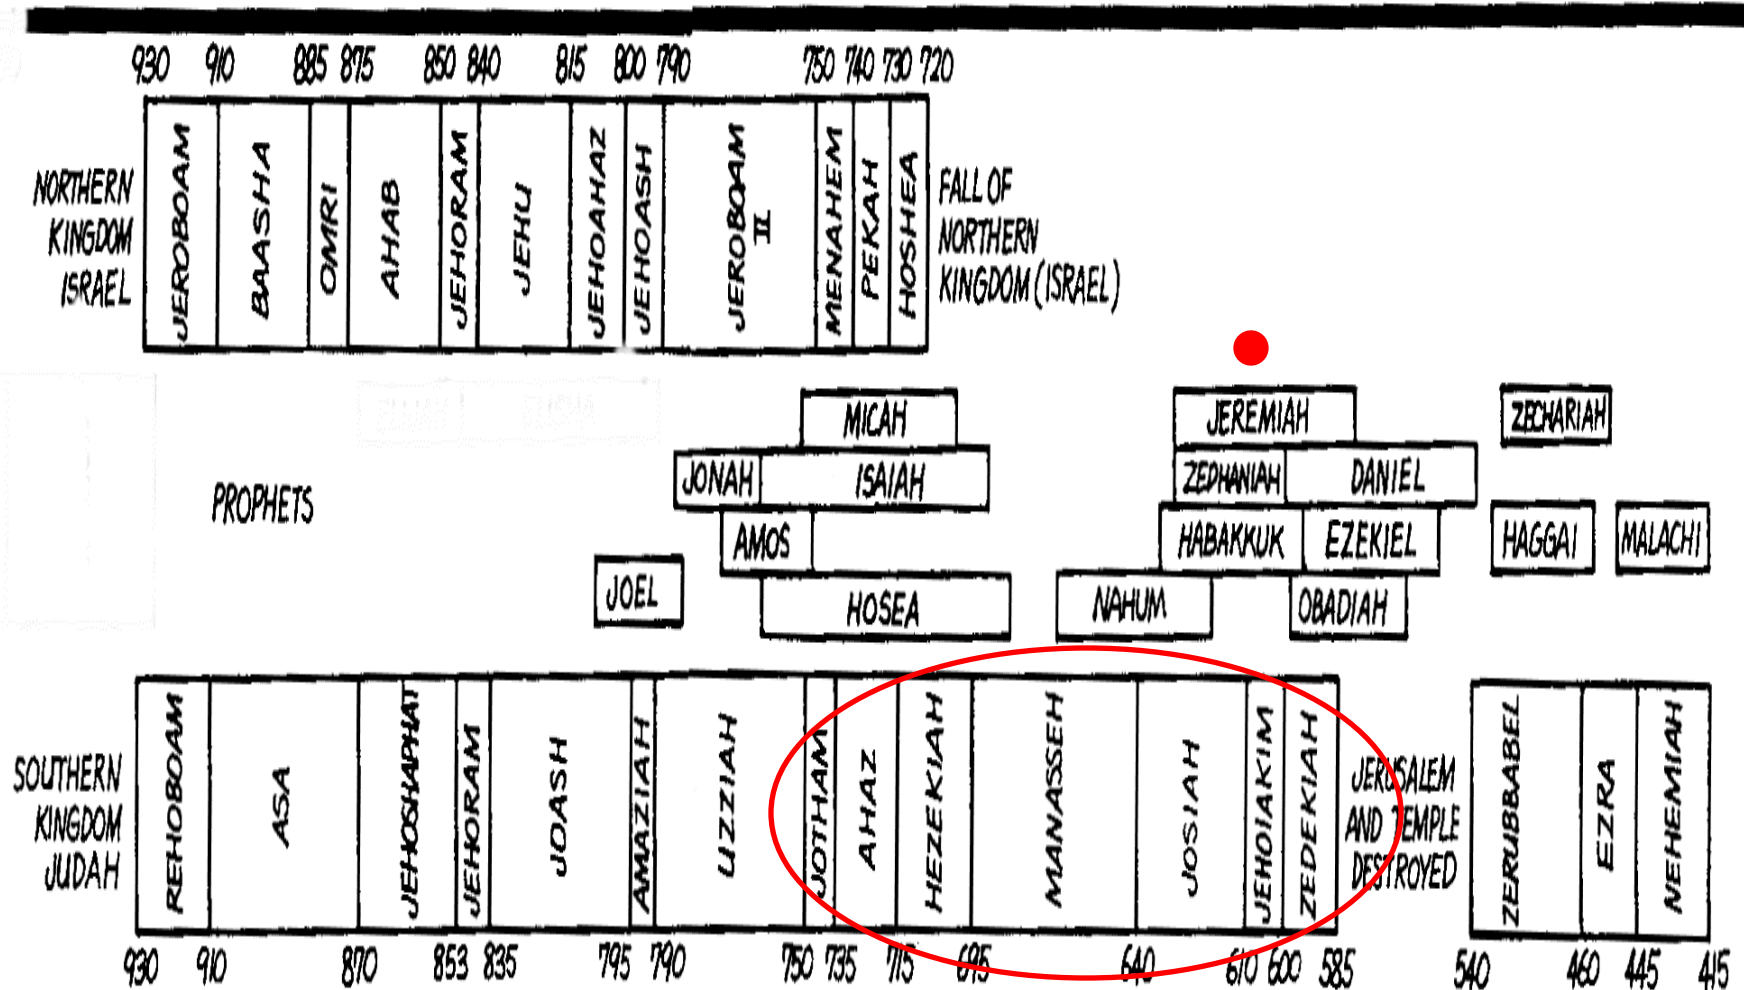 930 910 885 875 850 840 815 800 790 750 740 730 720
NORTHERN
KINGDOM
ISRAEL
JEROBOAM
BAASHA
OMRI
AHAB
JEHORAM
JEHU
JEHOAHAZ
JEHOASH
JEROBOAM
II
MENAHEM
PEKAH
HOSHEA
FALL OF
NORTHERN
KINGDOM (ISRAEL)
PROPHETS
MICAH
JEREMIAH
ZECHARIAH
JONAH
ISAIAH
ZEPHANIAH
DANIEL
AMOS
HABAKKUK
EZEKIEL
HAGGAI
MALACHI
JOEL
HOSEA
NAHUM
OBADIAH
SOUTHERN
KINGDOM
JUDAH
REHOBOAM
ASA
JEHOSHAPHAT
JEHORAM
JOASH
AMAZIAH
UZZIAH
JOTHAM
AHAZ
HEZEKIAH
MANASSEH
JOSIAH
JEHOIAKIM
ZEDEKIAH
JERUSALEM
AND TEMPLE
DESTROYED
ZERUBBABEL
EZRA
NEHEMIAH
930 910 870 853 835 795 790 750 735 715 695 640 610 600 585 540 460 445 415